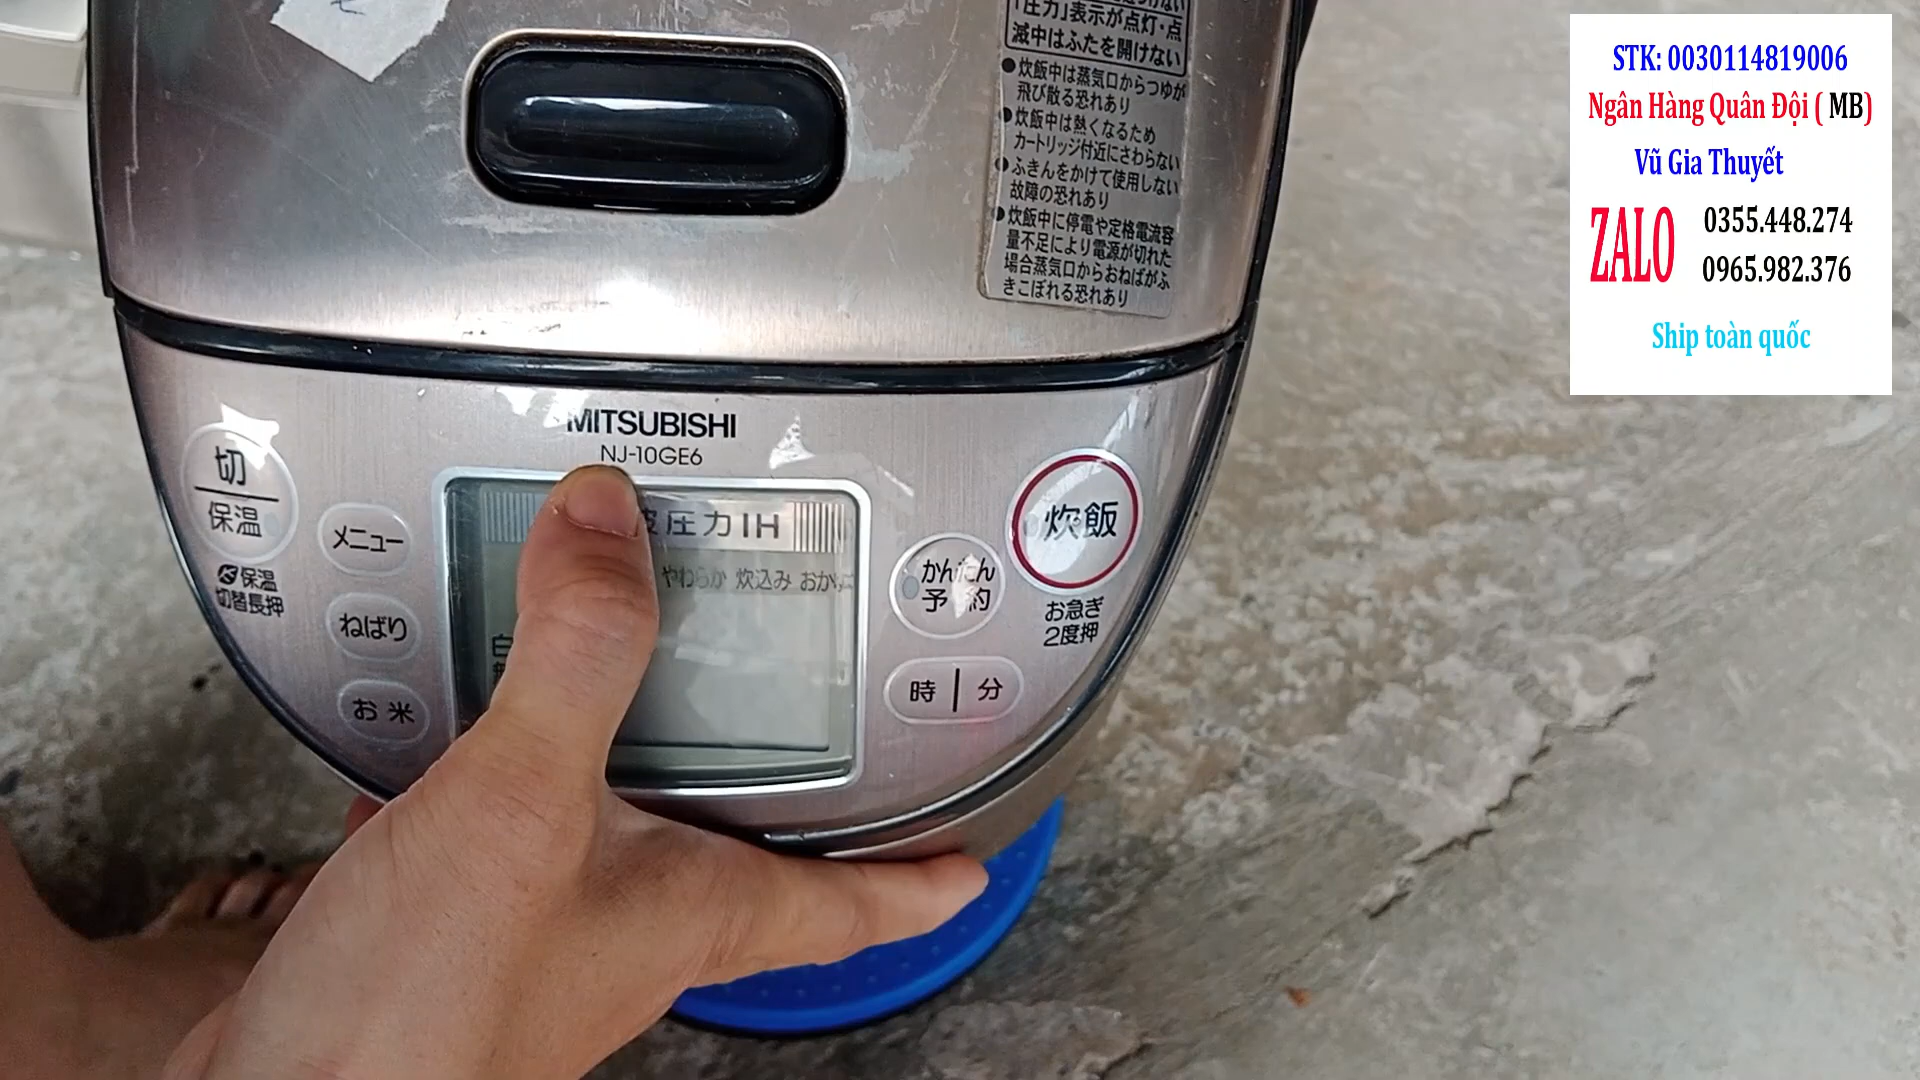 「圧力」表示が点灯・点
滅中はふたを開けない
●炊飯中は蒸気口からつゆが
飛び散る恐れあり
●炊飯中は熱くなるため
カートリッジ付近にさわらない
●ふきんをかけて使用しない
故障の恐れあり
●炊飯中に停電や定格電流容
量不足により電源が切れた
場合蒸気口からおねばがふ
きこぼれる恐れあり
STK: 0030114819006
Ngân Hàng Quân Đội ( MB)
Vũ Gia Thuyết
ZALO
0355.448.274
0965.982.376
Ship toàn quốc
MITSUBISHI
NJ-10GE6
切
保温
保温
切替長押
メニュー
ねばり
お米
圧力IH
やわらか 炊込み
白
炊飯
お急ぎ
2度押
かんたん
予約
時 | 分